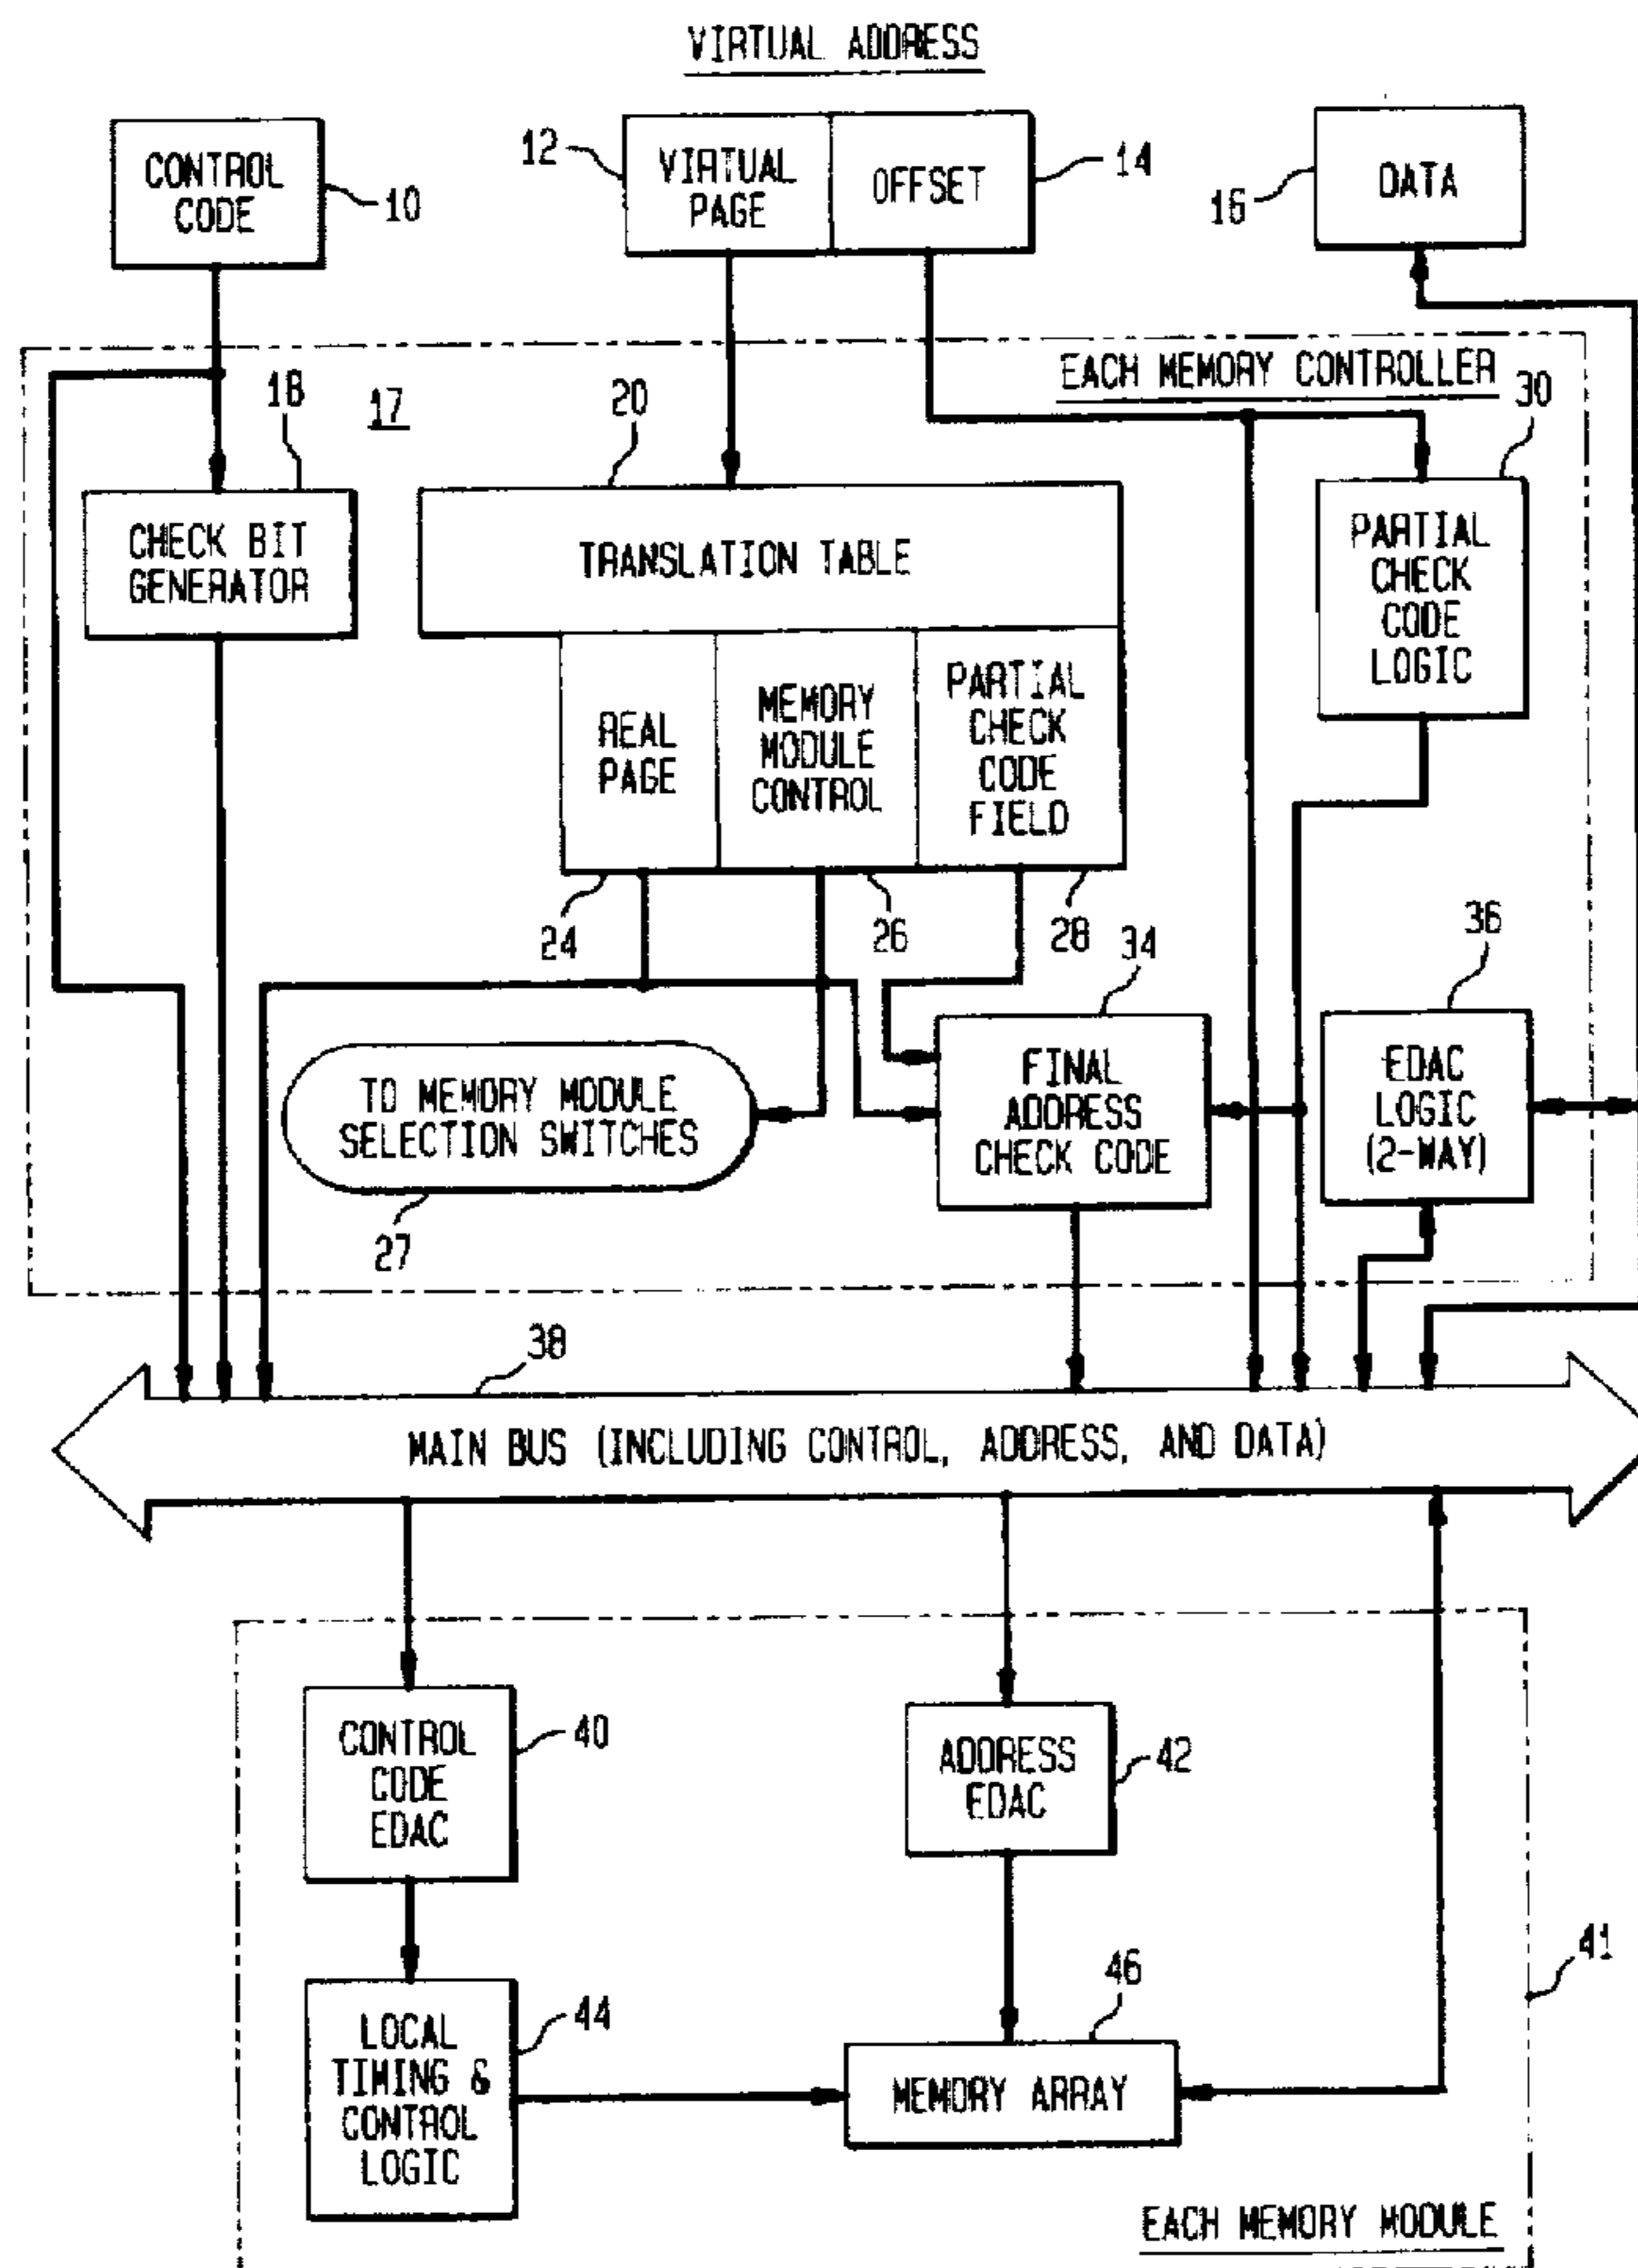 VIRTUAL ADDRESS
CONTROL
CODE
10
12
VIRTUAL
PAGE
OFFSET
14
16
DATA
EACH MEMORY CONTROLLER
17
18
CHECK BIT
GENERATOR
20
TRANSLATION TABLE
30
PARTIAL
CHECK
CODE
LOGIC
REAL
PAGE
MEMORY
MODULE
CONTROL
PARTIAL
CHECK
CODE
FIELD
24
26
28
34
36
TO MEMORY MODULE
SELECTION SWITCHES
27
FINAL
ADDRESS
CHECK CODE
EDAC
LOGIC
(2-WAY)
38
MAIN BUS (INCLUDING CONTROL, ADDRESS, AND DATA)
CONTROL
CODE
EDAC
40
ADDRESS
EDAC
42
41
LOCAL
TIMING &
CONTROL
LOGIC
44
46
MEMORY ARRAY
EACH MEMORY MODULE